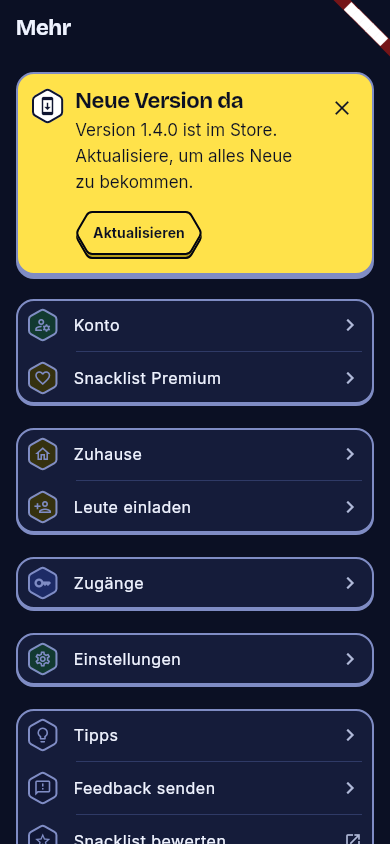 Mehr
Neue Version da
Version 1.4.0 ist im Store.
Aktualisiere, um alles Neue
zu bekommen.
Aktualisieren
Konto
Snacklist Premium
Zuhause
Leute einladen
Zugänge
Einstellungen
Tipps
Feedback senden
Snacklist bewerten